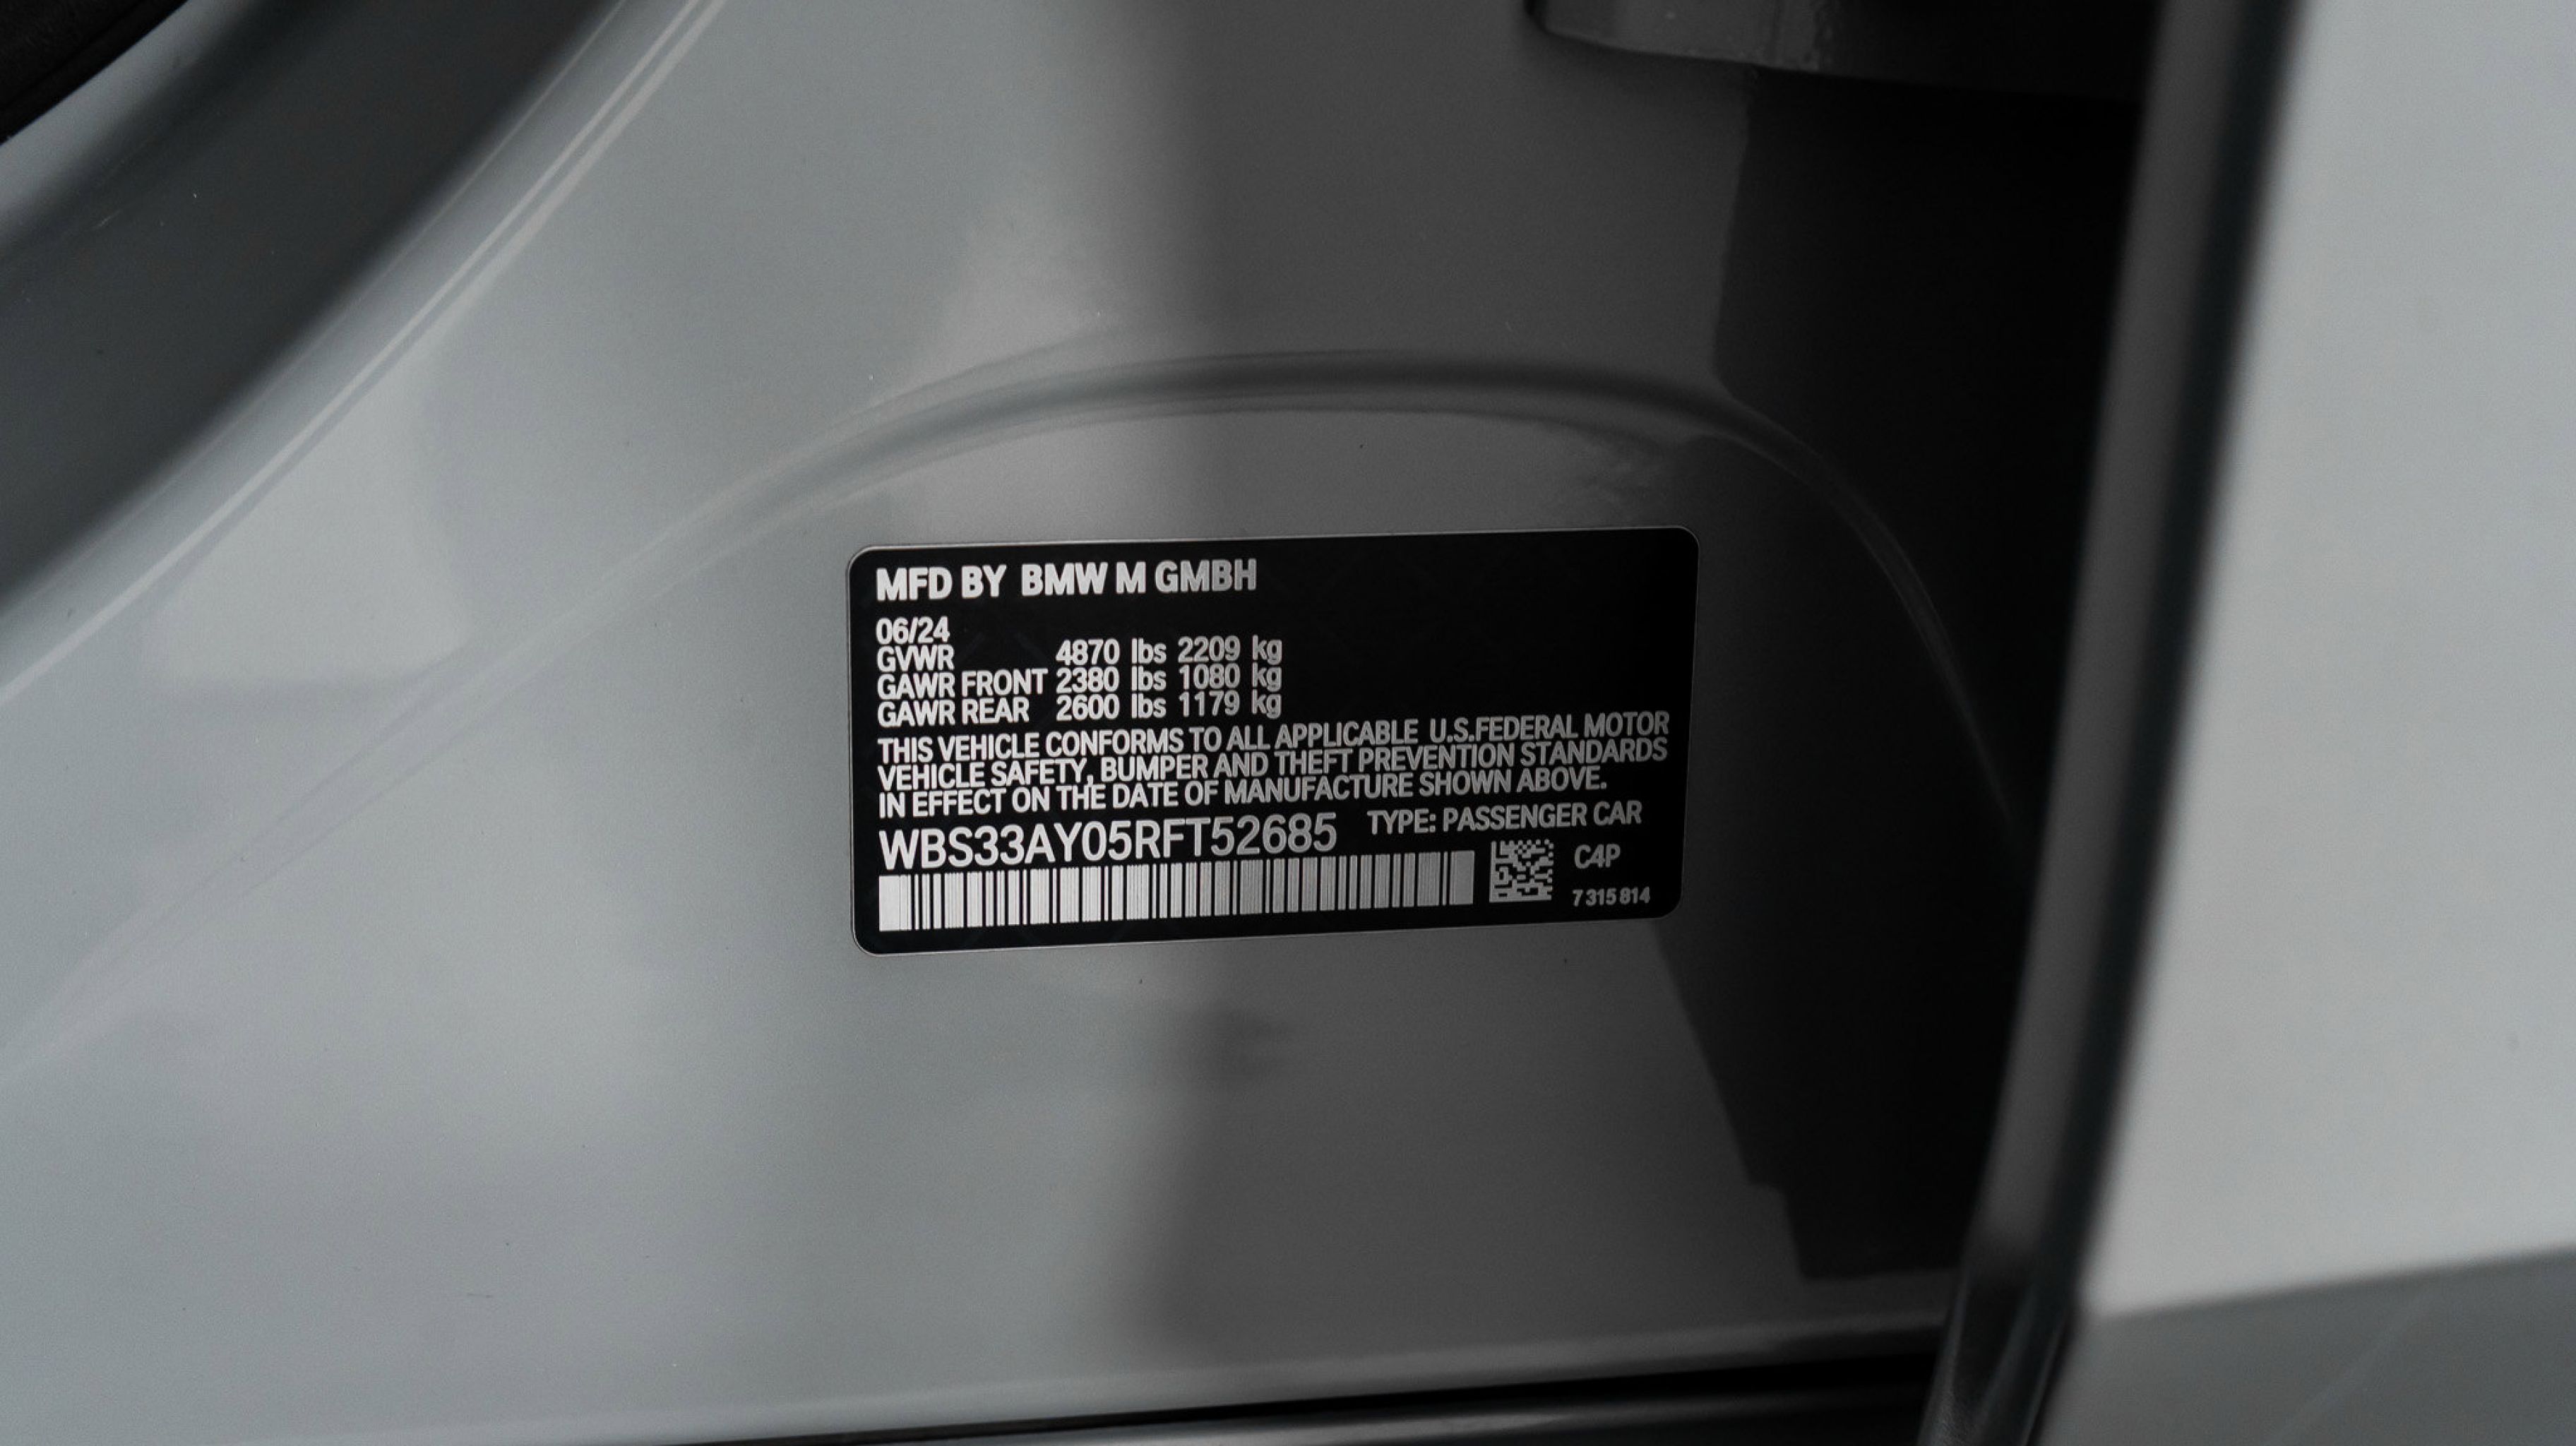 MFD BY BMW M GMBH
06/24
GVWR 4870 lbs 2209 kg
GAWR FRONT 2380 lbs 1080 kg
GAWR REAR 2600 lbs 1179 kg
THIS VEHICLE CONFORMS TO ALL APPLICABLE U.S.FEDERAL MOTOR
VEHICLE SAFETY, BUMPER AND THEFT PREVENTION STANDARDS
IN EFFECT ON THE DATE OF MANUFACTURE SHOWN ABOVE.
WBS33AY05RFT52685 TYPE: PASSENGER CAR
C4P
7 315 814